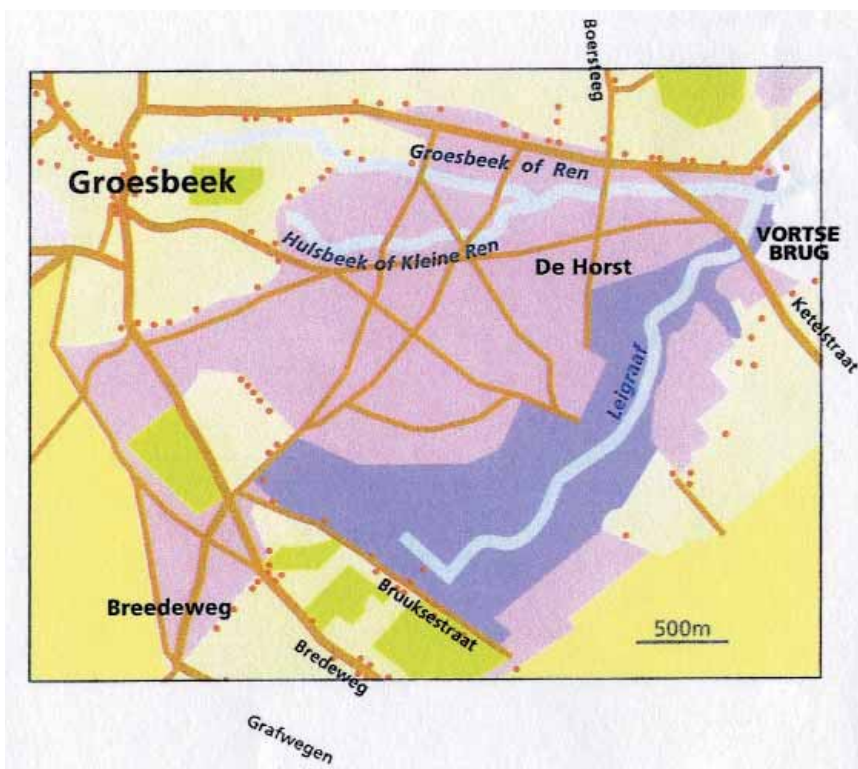 Boersteeg
Groesbeek
Groesbeek of Ren
Hulsbeek of Kleine Ren
De Horst
VORTSE
BRUG
Ketelstraat
Leigraaf
Breedeweg
Bruuksestraat
Bredeweg
500m
Grafwegen